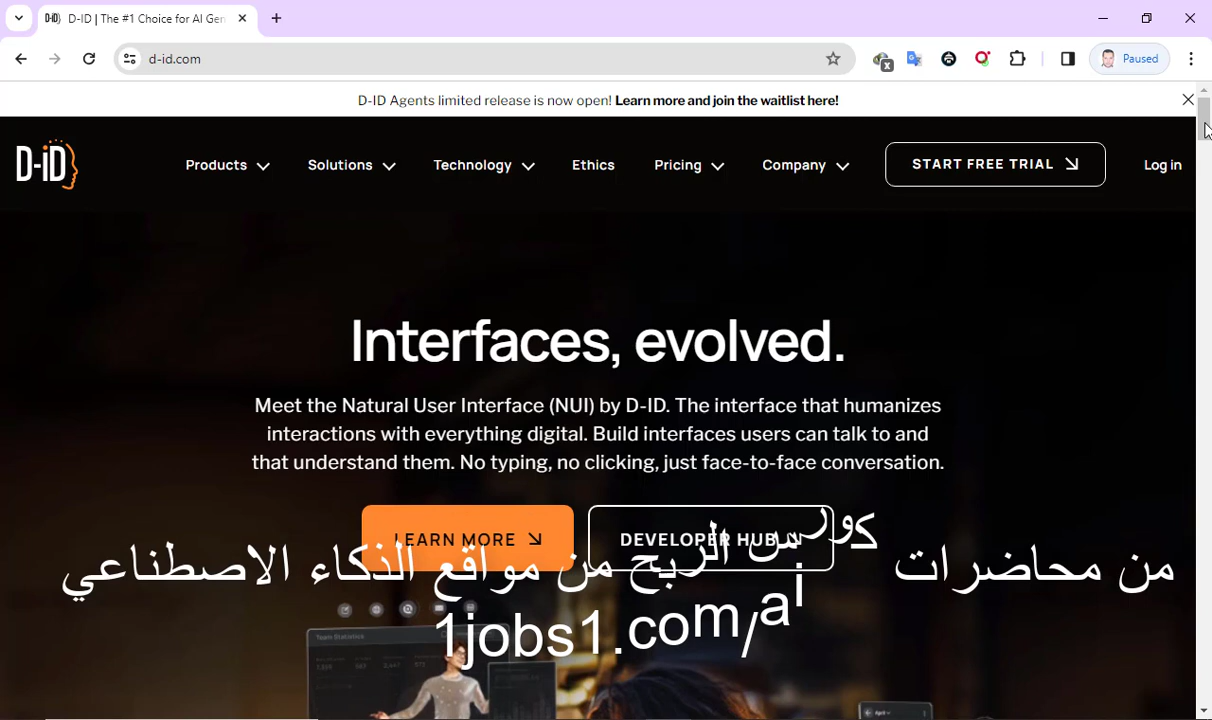 D-ID | The #1 Choice for AI Gen
d-id.com
Paused
D-ID Agents limited release is now open! Learn more and join the waitlist here!
D-iD
Products Solutions Technology Ethics Pricing Company START FREE TRIAL Log in
Interfaces, evolved.
Meet the Natural User Interface (NUI) by D-ID. The interface that humanizes
interactions with everything digital. Build interfaces users can talk to and
that understand them. No typing, no clicking, just face-to-face conversation.
LEARN MORE DEVELOPER HUB
من محاضرات كورس الربح من مواقع الذكاء الاصطناعي
1jobs1.com/ai
Team Statistics
April